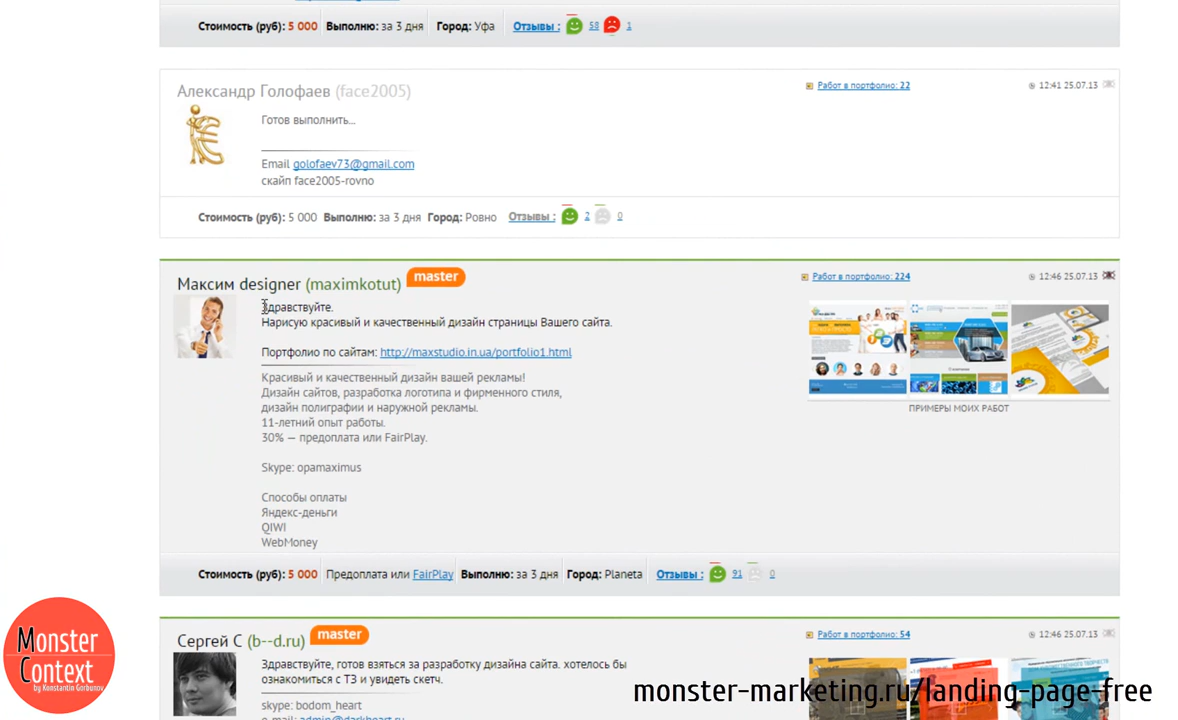 Стоимость (руб): 5 000 Выполню: за 3 дня Город: Уфа Отзывы : 58 1
Александр Голофаев (face2005)
Работ в портфолио: 22
12:41 25.07.13
Готов выполнить...
Email golofaev73@gmail.com
скайп face2005-rovno
Стоимость (руб): 5 000 Выполню: за 3 дня Город: Ровно Отзывы : 2 0
Максим designer (maximkotut) master
Работ в портфолио: 224
12:46 25.07.13
Здравствуйте.
Нарисую красивый и качественный дизайн страницы Вашего сайта.
Портфолио по сайтам: http://maxstudio.in.ua/portfolio1.html
Красивый и качественный дизайн вашей рекламы!
Дизайн сайтов, разработка логотипа и фирменного стиля,
дизайн полиграфии и наружной рекламы.
11-летний опыт работы.
30% — предоплата или FairPlay.
Skype: opamaximus
Способы оплаты
Яндекс-деньги
QIWI
WebMoney
ПРИМЕРЫ МОИХ РАБОТ
Стоимость (руб): 5 000 Предоплата или FairPlay Выполню: за 3 дня Город: Planeta Отзывы : 91 0
Сергей С (b--d.ru) master
Работ в портфолио: 54
12:46 25.07.13
Здравствуйте, готов взяться за разработку дизайна сайта. хотелось бы
ознакомиться с ТЗ и увидеть скетч.
skype: bodom_heart
e-mail: admin@darkheart.ru
Monster
Context
by Konstantin Gorbunov
monster-marketing.ru/landing-page-free